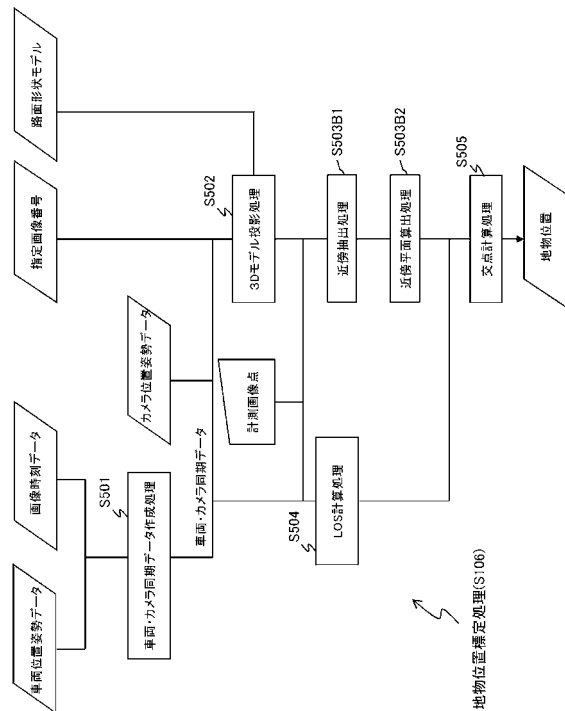 車両位置姿勢データ
画像時刻データ
指定画像番号
路面形状モデル
S501
車両・カメラ同期データ作成処理
カメラ位置姿勢データ
車両・カメラ同期データ
S502
3Dモデル投影処理
計測画像点
S503B1
近傍抽出処理
S504
LOS計算処理
S503B2
近傍平面算出処理
S505
交点計算処理
地物位置
地物位置標定処理(S106)